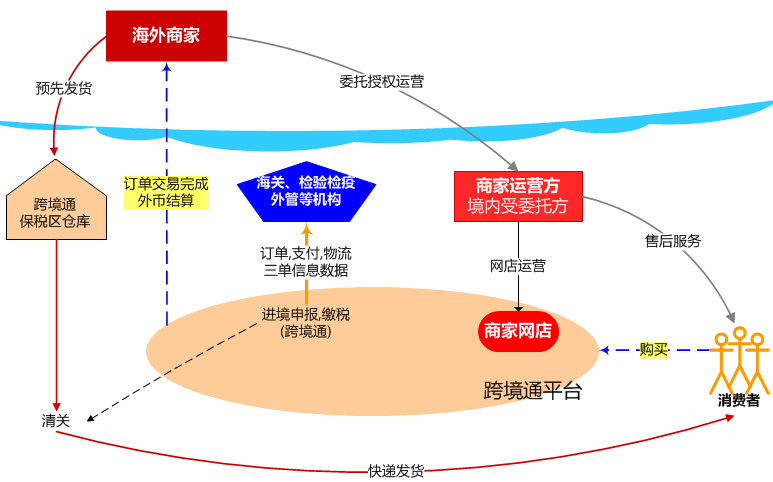 海外商家
预先发货
委托授权运营
跨境通
保税区仓库
订单交易完成
外币结算
海关、检验检疫
外管等机构
商家运营方
境内受委托方
售后服务
订单,支付,物流
三单信息数据
网店运营
进境申报,缴税
(跨境通)
商家网店
购买
跨境通平台
消费者
清关
快递发货